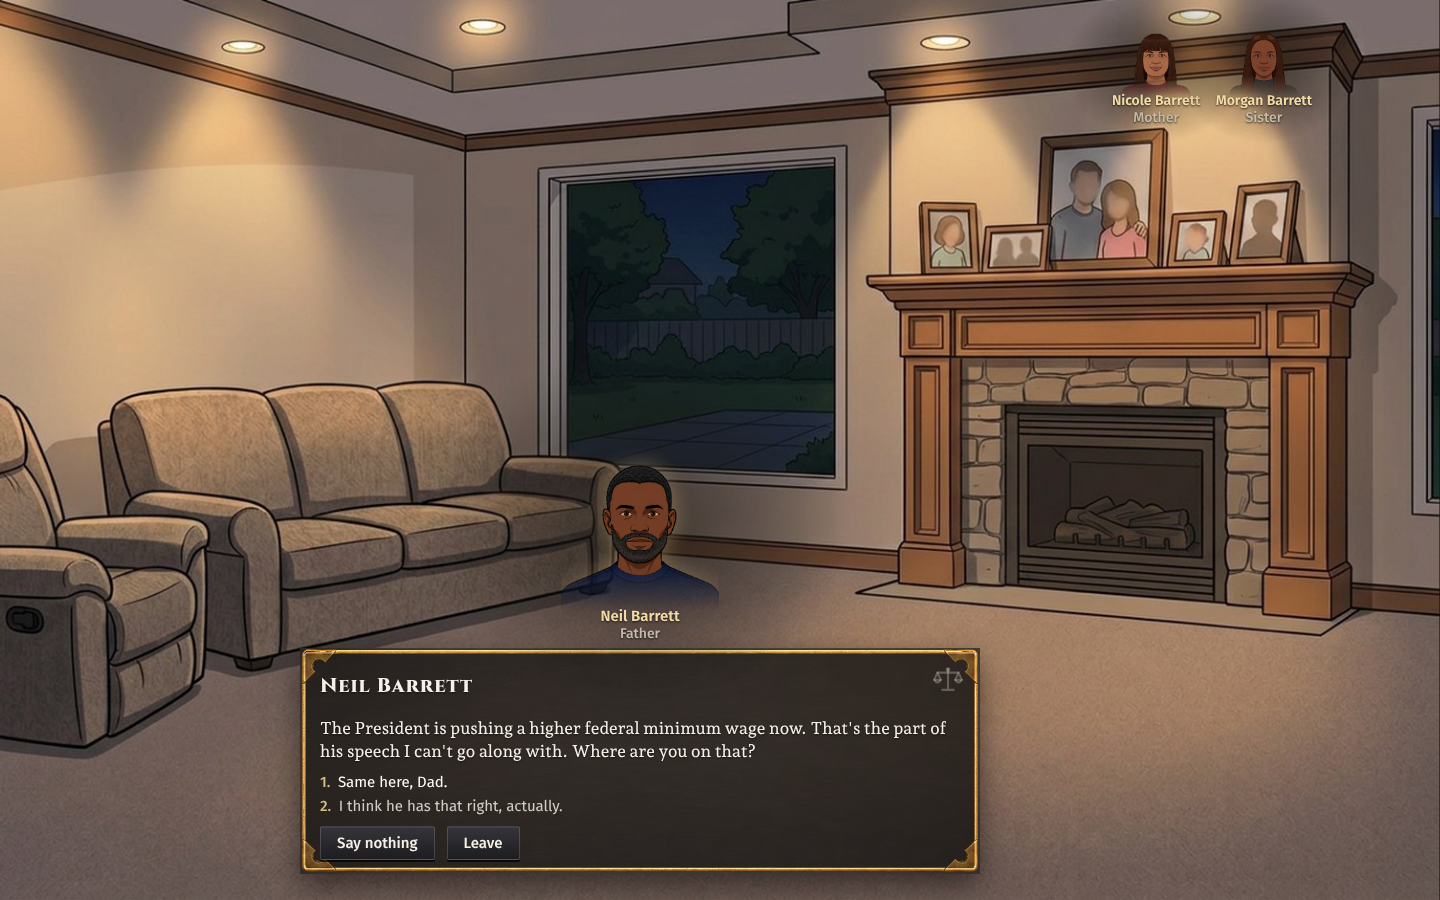 Nicole Barrett
Mother
Morgan Barrett
Sister
Neil Barrett
Father
NEIL BARRETT
The President is pushing a higher federal minimum wage now. That's the part of
his speech I can't go along with. Where are you on that?
1. Same here, Dad.
2. I think he has that right, actually.
Say nothing
Leave